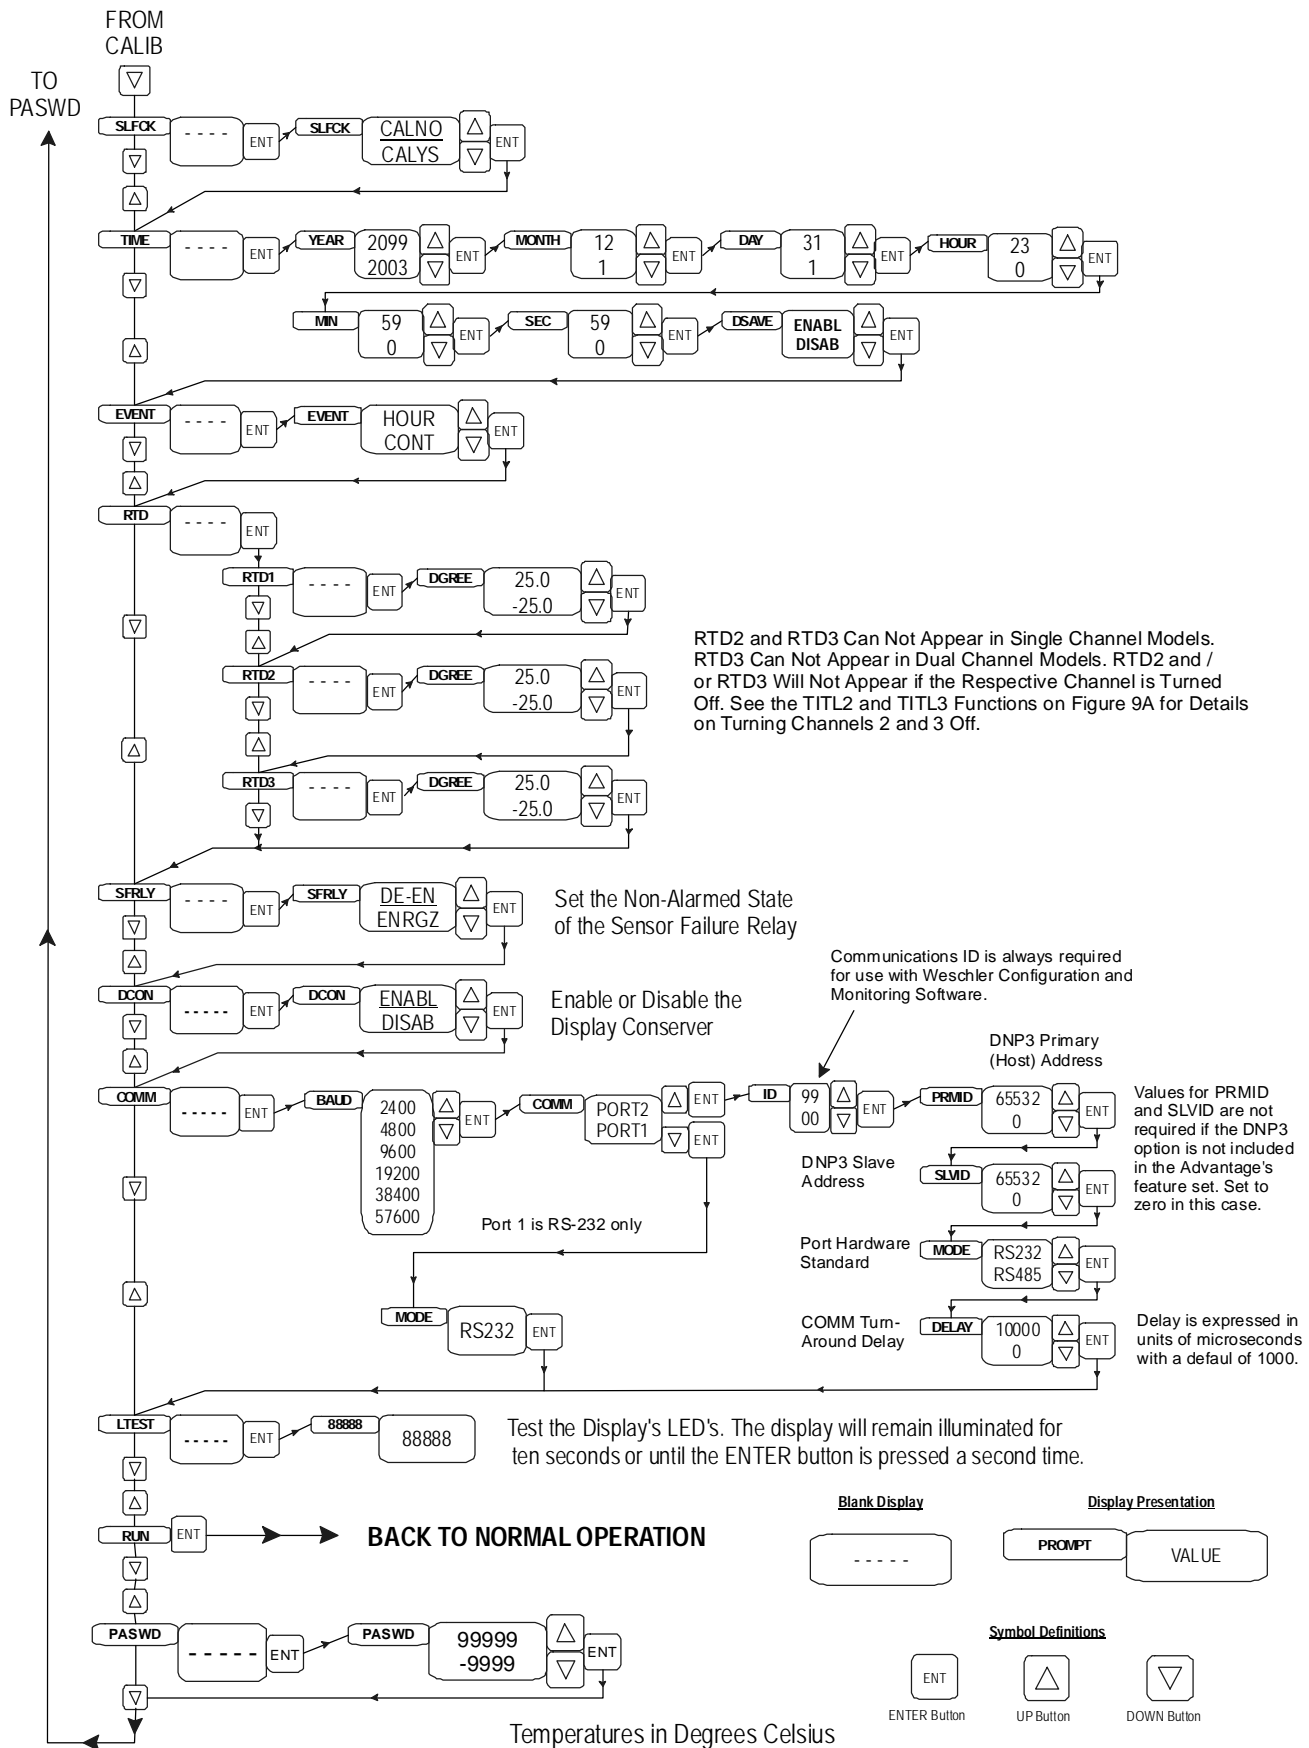 FROM
CALIB
TO
PASWD
SLFCK - - - - ENT SLFCK CALNO ENT
CALYS
TIME - - - - ENT YEAR 2099 ENT MONTH 12 ENT DAY 31 ENT HOUR 23 ENT
2003 1 1 0
MIN 59 ENT SEC 59 ENT DSAVE ENABL ENT
0 0 DISAB
EVENT - - - - ENT EVENT HOUR ENT
CONT
RTD - - - - ENT
RTD1 - - - - ENT DGREE 25.0 ENT
-25.0
RTD2 and RTD3 Can Not Appear in Single Channel Models.
RTD3 Can Not Appear in Dual Channel Models. RTD2 and /
or RTD3 Will Not Appear if the Respective Channel is Turned
Off. See the TITL2 and TITL3 Functions on Figure 9A for Details
on Turning Channels 2 and 3 Off.
RTD2 - - - - ENT DGREE 25.0 ENT
-25.0
RTD3 - - - - ENT DGREE 25.0 ENT
-25.0
SFRLY - - - - ENT SFRLY DE-EN ENT
ENRGZ
Set the Non-Alarmed State
of the Sensor Failure Relay
DCON - - - - - ENT DCON ENABL ENT
DISAB
Enable or Disable the
Display Conserver
Communications ID is always required
for use with Weschler Configuration and
Monitoring Software.
DNP3 Primary
(Host) Address
COMM - - - - - ENT BAUD 2400 ENT COMM PORT2 ENT ID 99 ENT PRMID 65532 ENT
4800 PORT1 ENT 00 0
9600
19200
38400
57600
Values for PRMID
and SLVID are not
required if the DNP3
option is not included
in the Advantage's
feature set. Set to
zero in this case.
DNP3 Slave
Address
SLVID 65532 ENT
0
Port 1 is RS-232 only
Port Hardware
Standard
MODE RS232 ENT
RS485
MODE RS232 ENT
COMM Turn-
Around Delay
DELAY 10000 ENT
0
Delay is expressed in
units of microseconds
with a defaul of 1000.
LTEST - - - - - ENT 88888 88888
Test the Display's LED's. The display will remain illuminated for
ten seconds or until the ENTER button is pressed a second time.
RUN ENT BACK TO NORMAL OPERATION
Blank Display
- - - - -
Display Presentation
PROMPT VALUE
PASWD - - - - - ENT PASWD 99999 ENT
-9999
Symbol Definitions
ENT
ENTER Button UP Button DOWN Button
Temperatures in Degrees Celsius